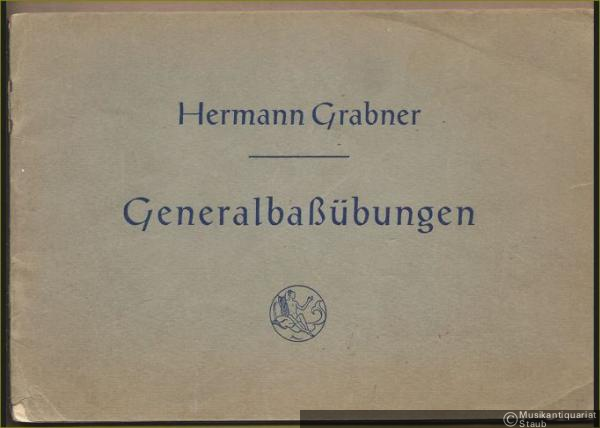 Hermann Grabner
Generalbaßübungen
© Musikantiquariat
Staub